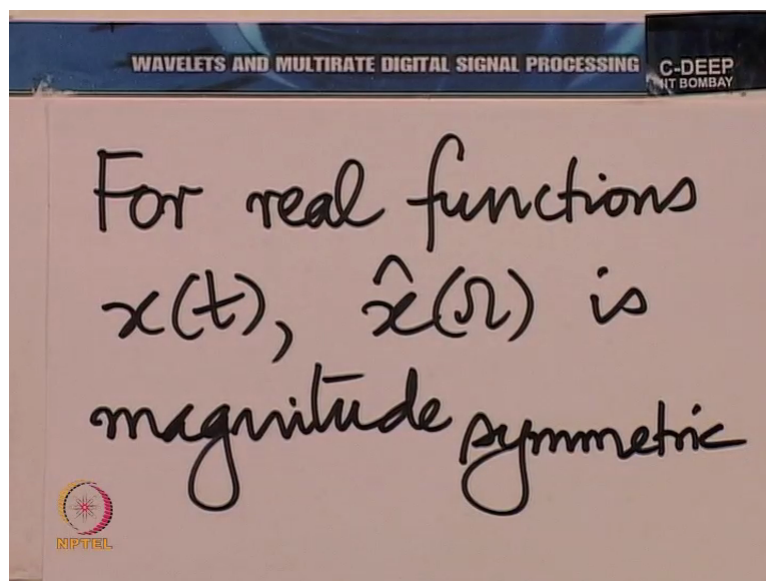 WAVELETS AND MULTIRATE DIGITAL SIGNAL PROCESSING
C-DEEP
IIT BOMBAY
For real functions
x(t), x̂(Ω) is
magnitude symmetric
NPTEL